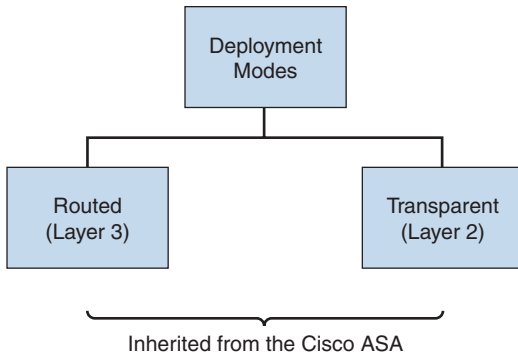 Deployment
Modes
Routed
(Layer 3)
Transparent
(Layer 2)
Inherited from the Cisco ASA